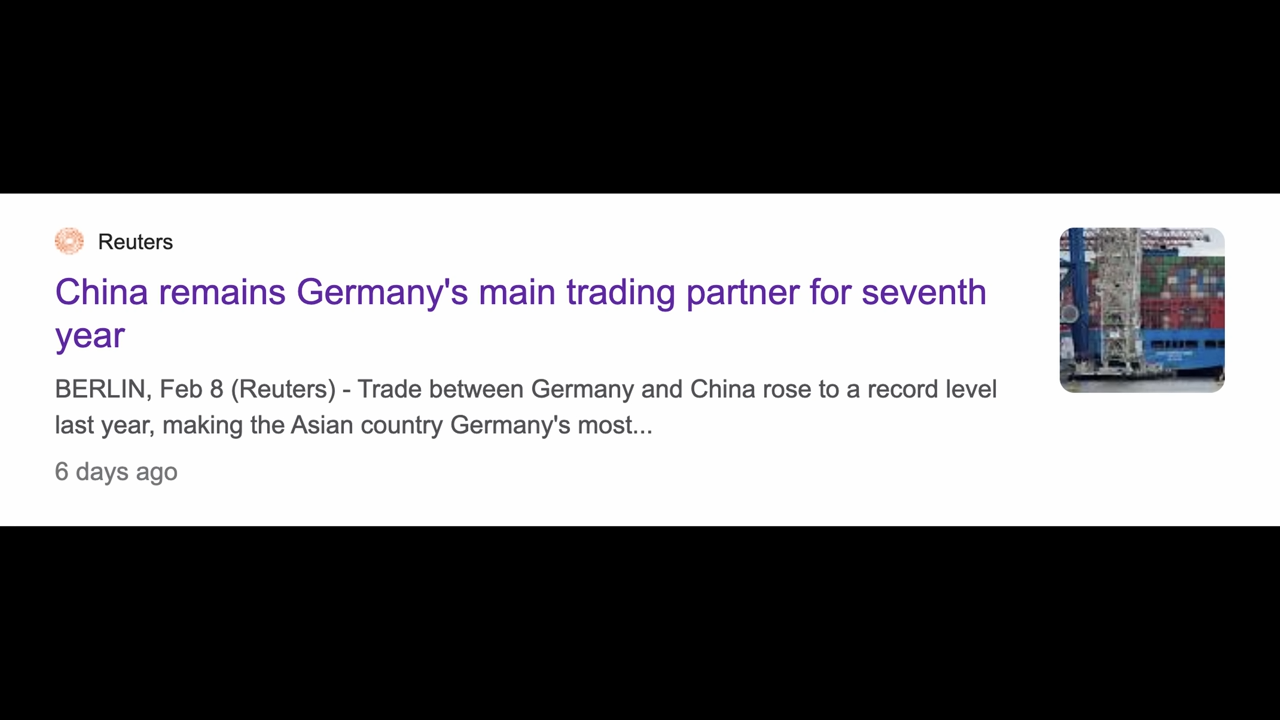 Reuters
China remains Germany's main trading partner for seventh
year
BERLIN, Feb 8 (Reuters) - Trade between Germany and China rose to a record level
last year, making the Asian country Germany's most...
6 days ago